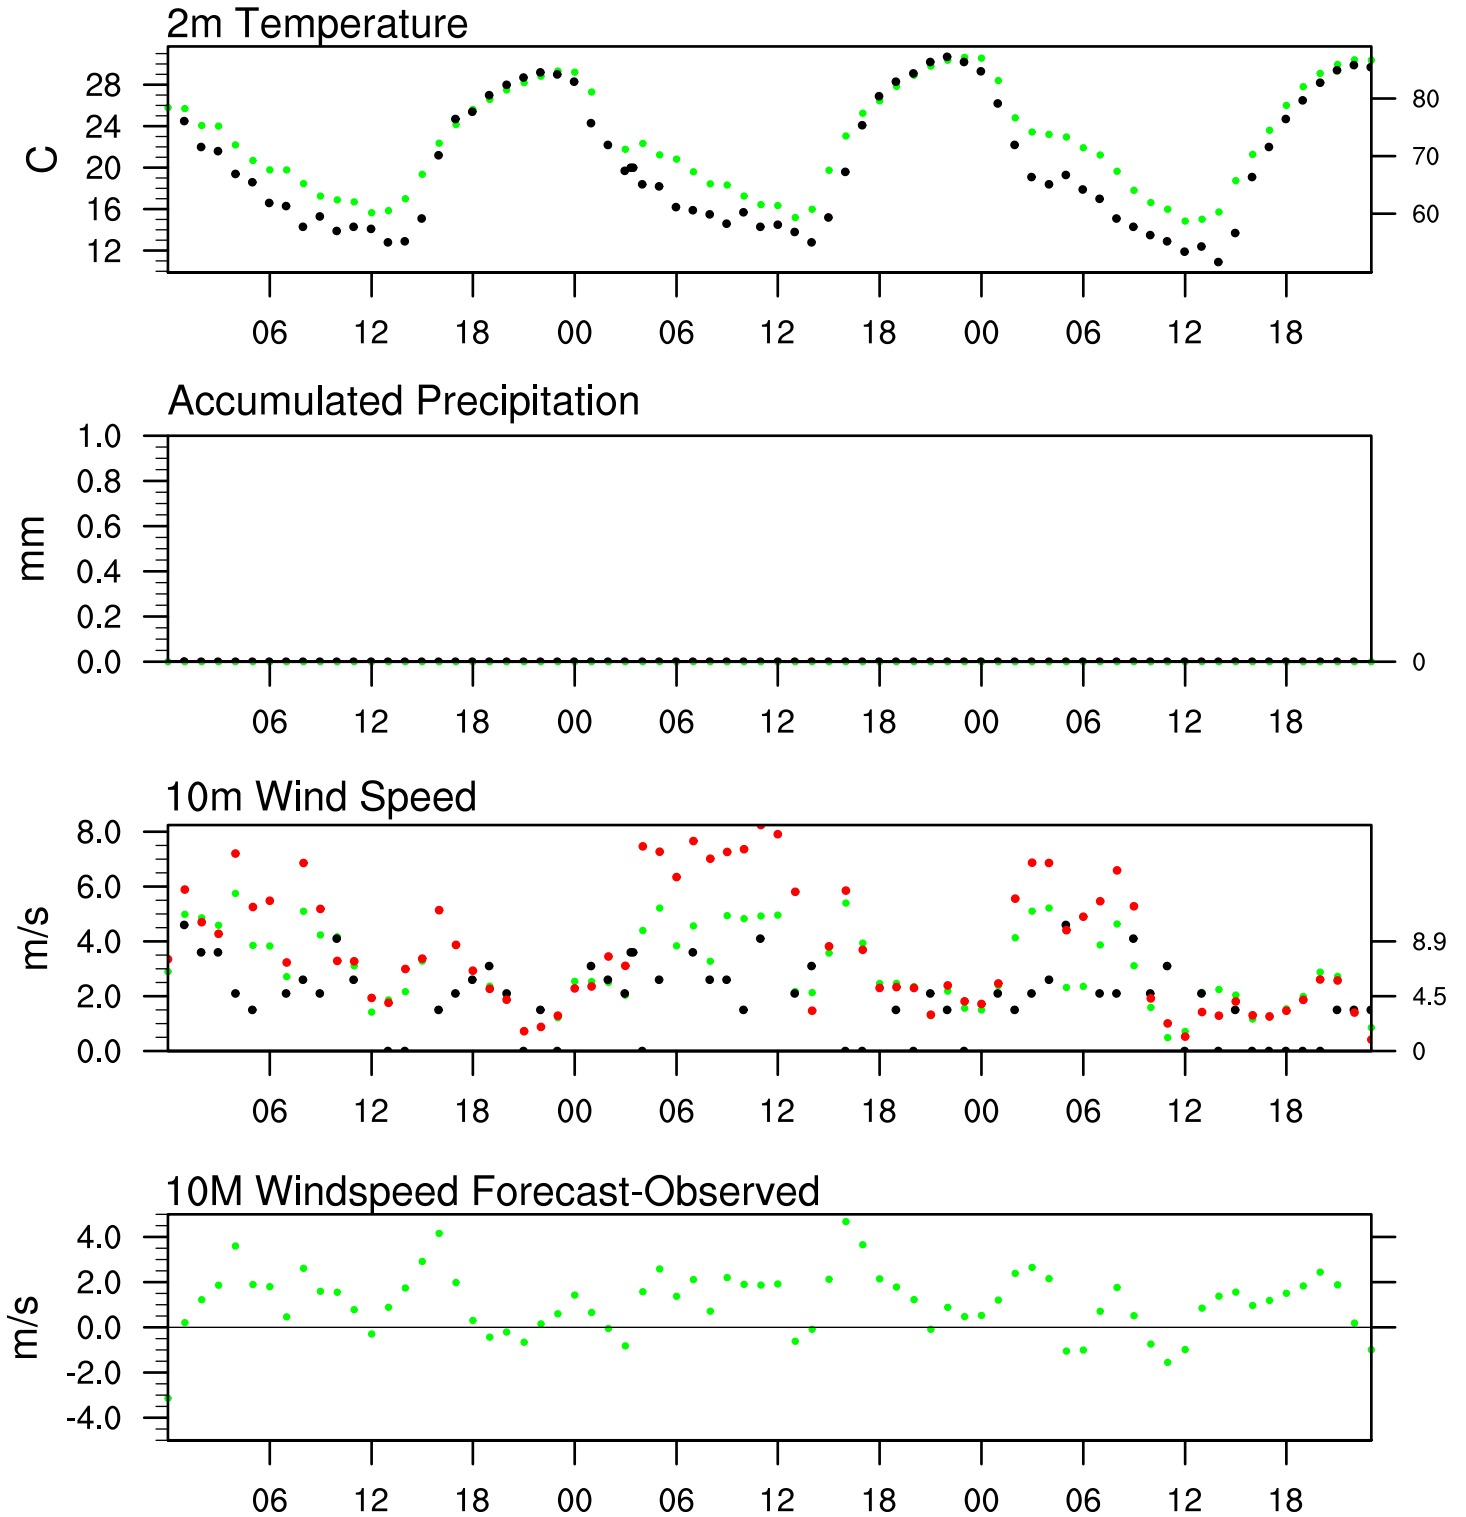 2m Temperature
28
24
20
16
12
C
80
70
60
06 12 18 00 06 12 18 00 06 12 18
Accumulated Precipitation
1.0
0.8
0.6
0.4
0.2
0.0
mm
0
06 12 18 00 06 12 18 00 06 12 18
10m Wind Speed
8.0
6.0
4.0
2.0
0.0
m/s
8.9
4.5
0
06 12 18 00 06 12 18 00 06 12 18
10M Windspeed Forecast-Observed
4.0
2.0
0.0
-2.0
-4.0
m/s
06 12 18 00 06 12 18 00 06 12 18